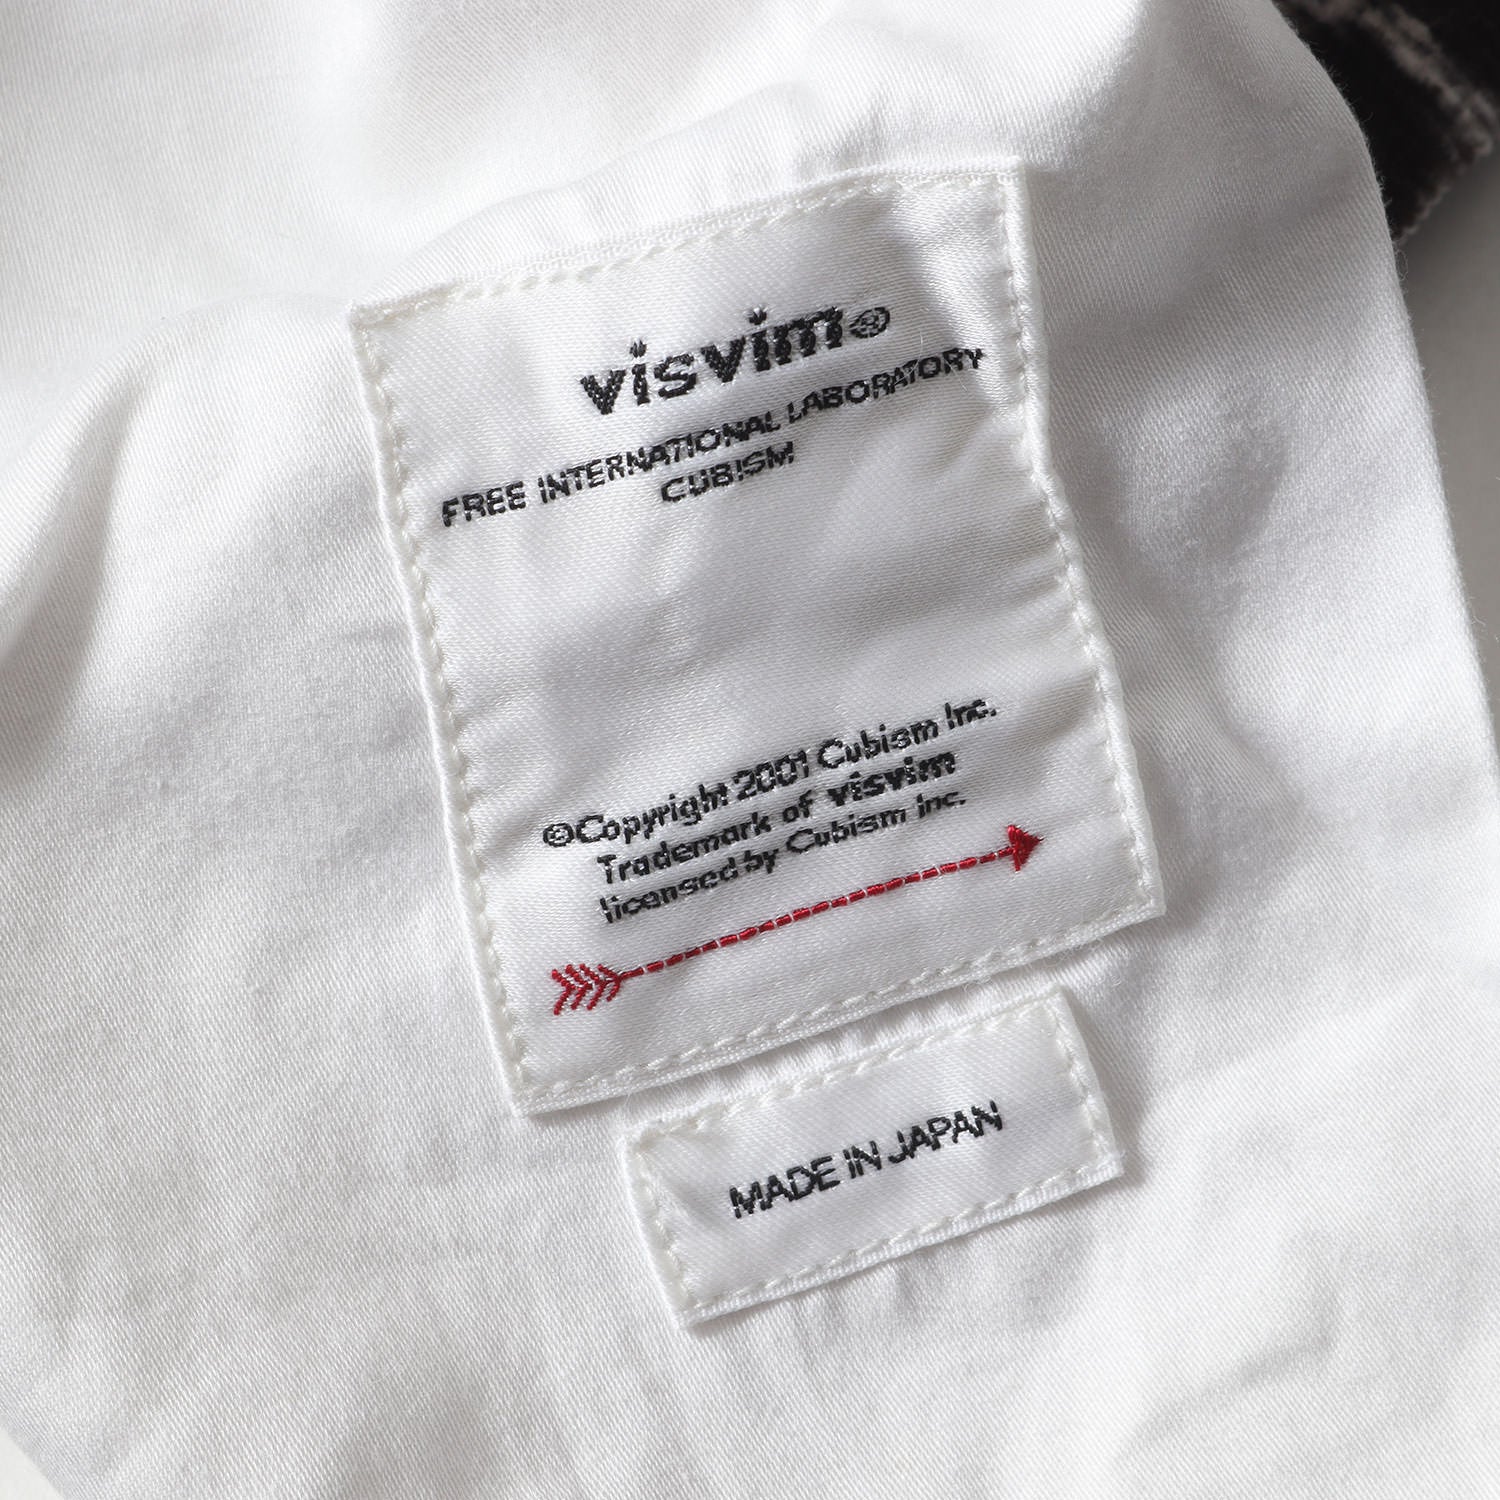 visvim®
FREE INTERNATIONAL LABORATORY
CUBISM
©Copyright 2001 Cubism Inc.
Trademark of visvim
licensed by Cubism Inc.
MADE IN JAPAN